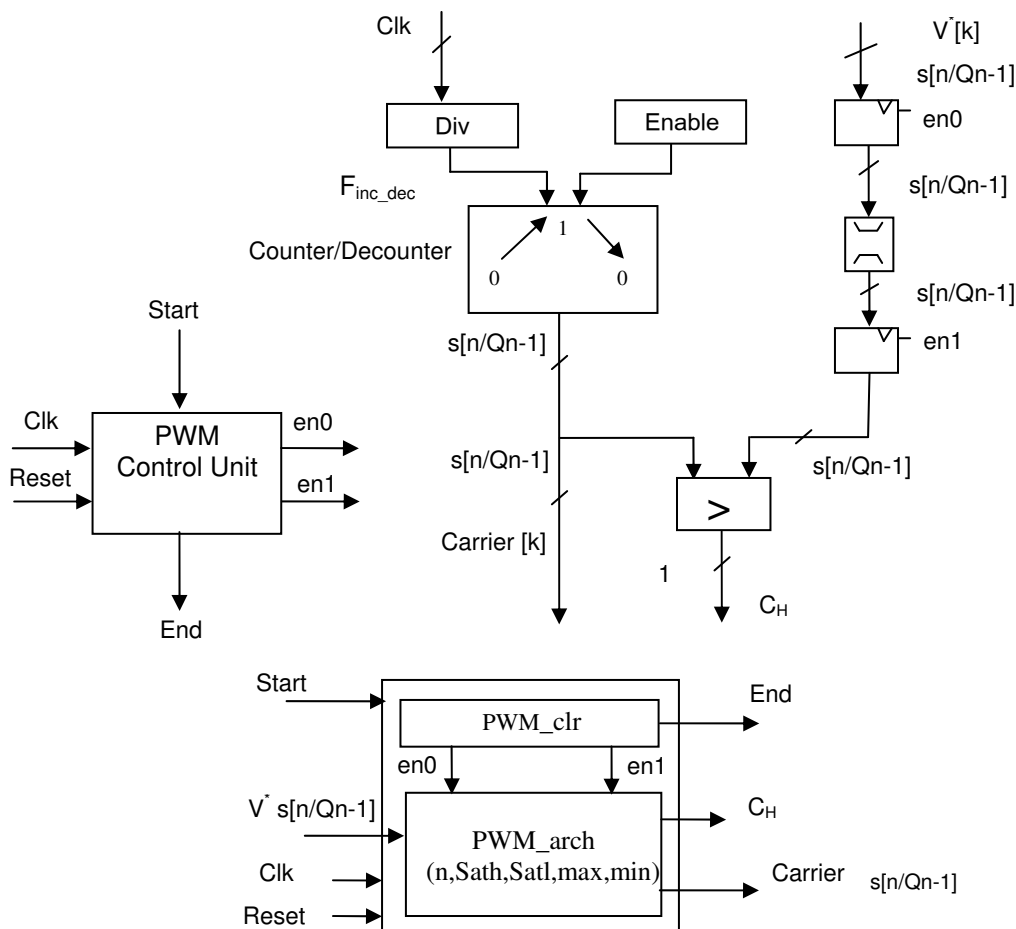 Clk
V*[k]
s[n/Qn-1]
Div
Enable
en0
F_inc_dec
s[n/Qn-1]
1
Counter/Decounter
0
0
s[n/Qn-1]
Start
s[n/Qn-1]
en1
Clk
PWM
Control Unit
en0
Reset
en1
s[n/Qn-1]
s[n/Qn-1]
>
Carrier [k]
1
C_H
End
Start
End
PWM_clr
en0
en1
V* s[n/Qn-1]
C_H
PWM_arch
(n,Sath,Satl,max,min)
Clk
Carrier s[n/Qn-1]
Reset